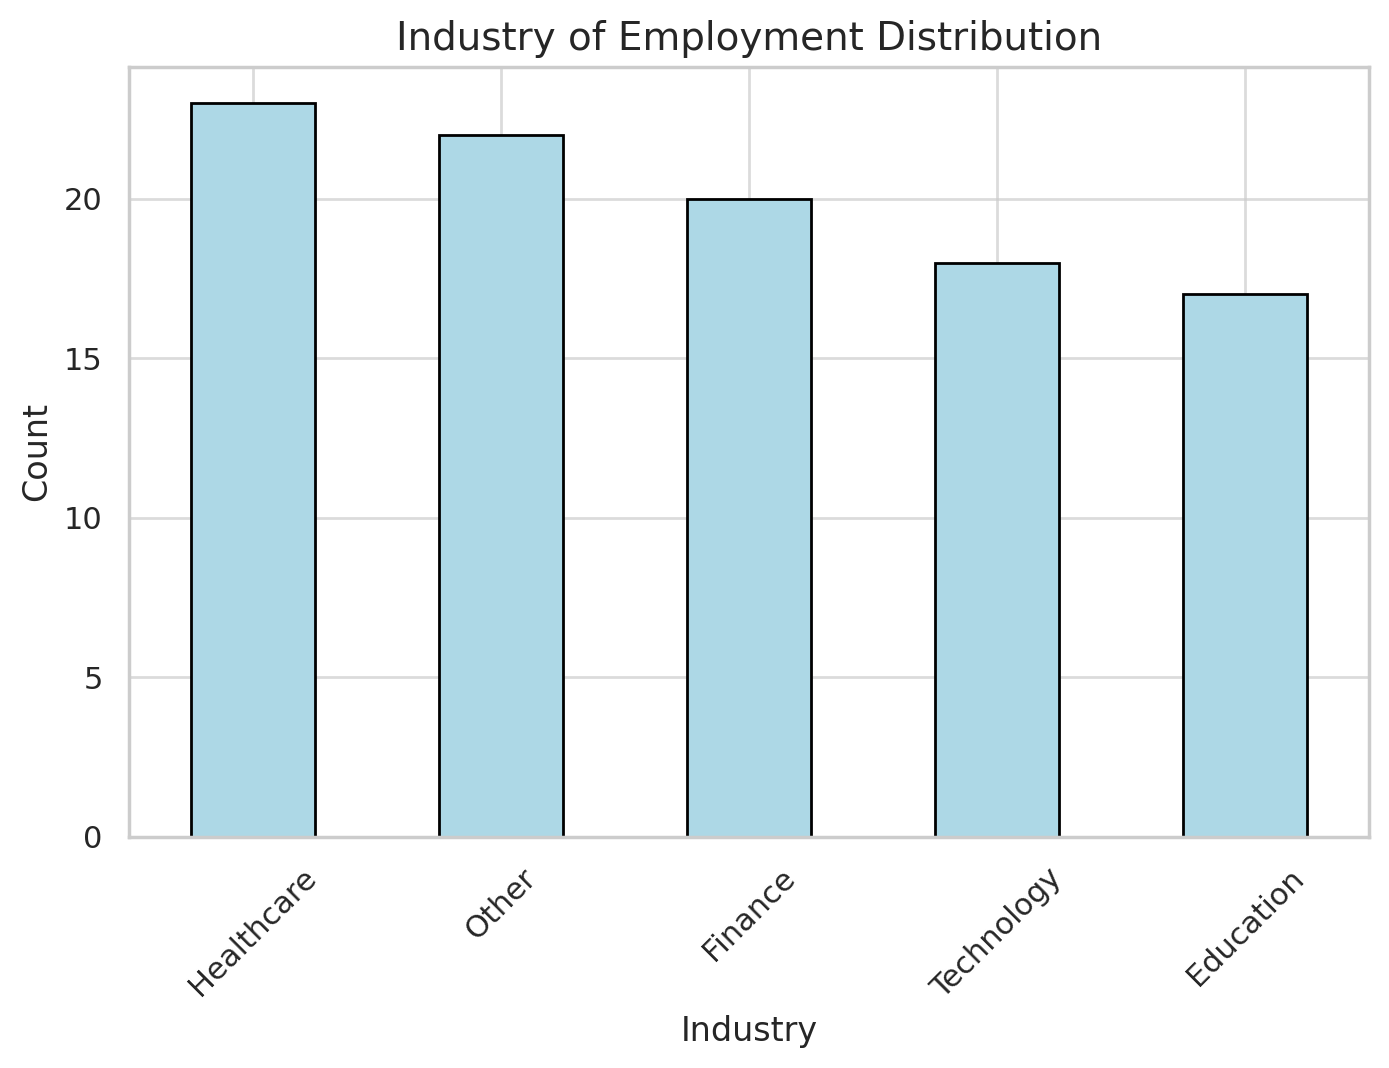 Industry of Employment Distribution
20
15
10
5
0
Count
Healthcare
Other
Finance
Technology
Education
Industry